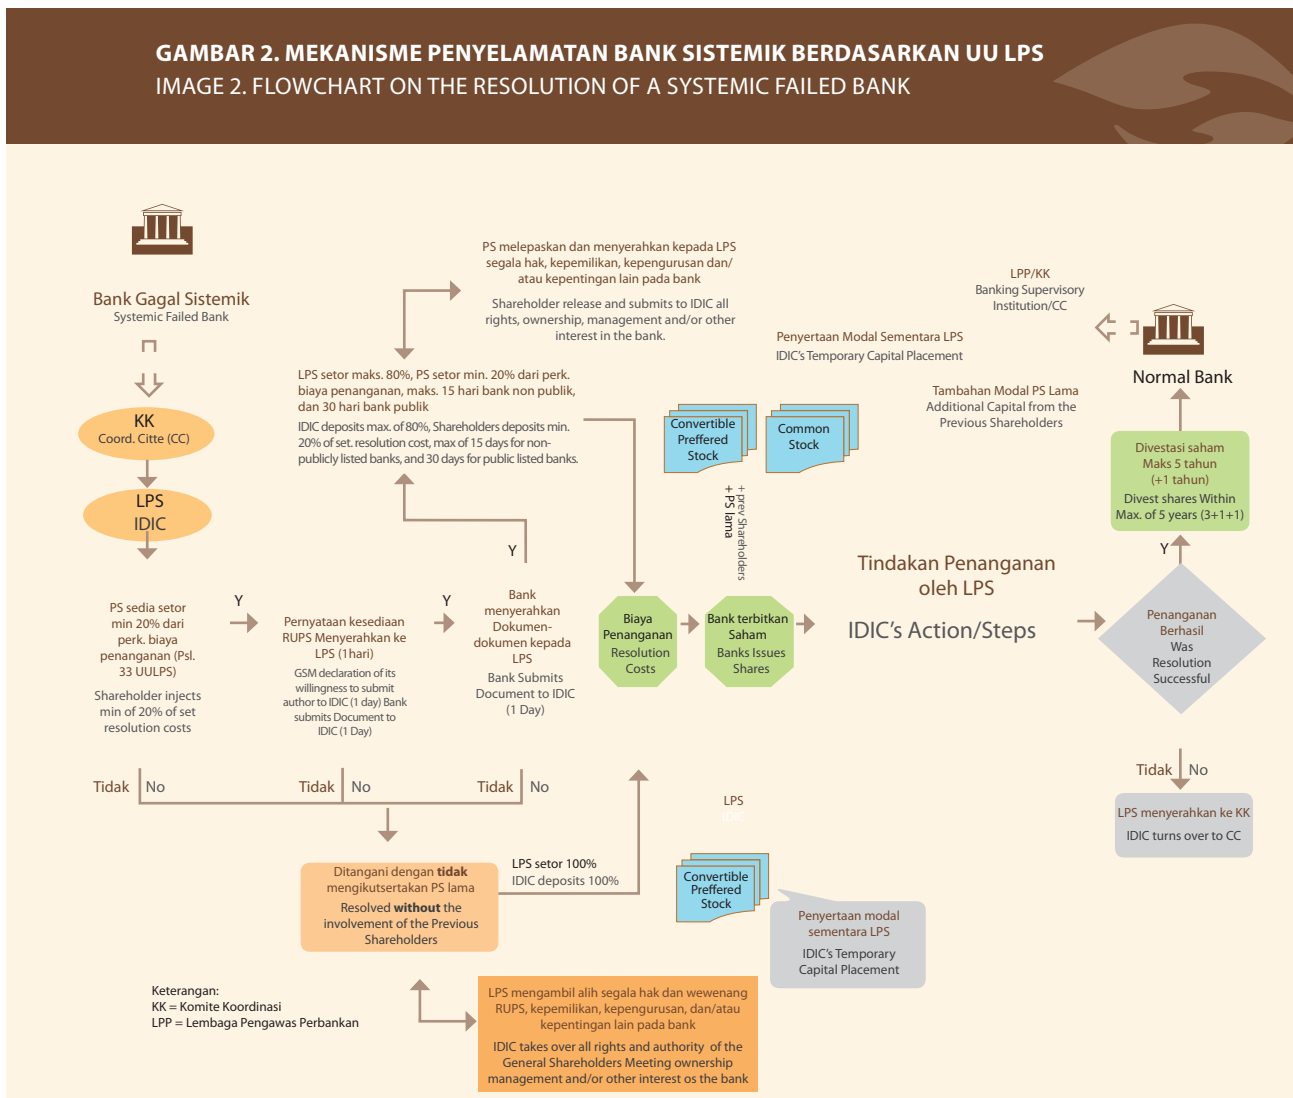 GAMBAR 2. MEKANISME PENYELAMATAN BANK SISTEMIK BERDASARKAN UU LPS
IMAGE 2. FLOWCHART ON THE RESOLUTION OF A SYSTEMIC FAILED BANK
Bank Gagal Sistemik
Systemic Failed Bank
KK
Coord. Citte (CC)
LPS
IDIC
PS sedia setor
min 20% dari
perk. biaya
penanganan (Psl.
33 UULPS)
Shareholder injects
min of 20% of set
resolution costs
Y
Pernyataan kesediaan
RUPS Menyerahkan ke
LPS (1hari)
GSM declaration of its
willingness to submit
author to IDIC (1 day) Bank
submits Document to
IDIC (1 Day)
Y
Bank
menyerahkan
Dokumen-
dokumen kepada
LPS
Bank Submits
Document to IDIC
(1 Day)
Y
LPS setor maks. 80%, PS setor min. 20% dari perk.
biaya penanganan, maks. 15 hari bank non publik,
dan 30 hari bank publik
IDIC deposits max. of 80%, Shareholders deposits min.
20% of set. resolution cost, max of 15 days for non-
publicly listed banks, and 30 days for public listed banks.
PS melepaskan dan menyerahkan kepada LPS
segala hak, kepemilikan, kepengurusan dan/
atau kepentingan lain pada bank
Shareholder release and submits to IDIC all
rights, ownership, management and/or other
interest in the bank.
Penyertaan Modal Sementara LPS
IDIC's Temporary Capital Placement
Tambahan Modal PS Lama
Additional Capital from the
Previous Shareholders
Convertible
Preffered
Stock
Common
Stock
+ prev Shareholders
+ PS lama
Biaya
Penanganan
Resolution
Costs
Bank terbitkan
Saham
Banks Issues
Shares
Tindakan Penanganan
oleh LPS
IDIC's Action/Steps
Penanganan
Berhasil
Was
Resolution
Successful
Y
Divestasi saham
Maks 5 tahun
(+1 tahun)
Divest shares Within
Max. of 5 years (3+1+1)
Normal Bank
LPP/KK
Banking Supervisory
Institution/CC
Tidak No
LPS menyerahkan ke KK
IDIC turns over to CC
Tidak No
Tidak No
Tidak No
Ditangani dengan tidak
mengikutsertakan PS lama
Resolved without the
involvement of the Previous
Shareholders
LPS setor 100%
IDIC deposits 100%
LPS
IDIC
Convertible
Preffered
Stock
Penyertaan modal
sementara LPS
IDIC's Temporary
Capital Placement
LPS mengambil alih segala hak dan wewenang
RUPS, kepemilikan, kepengurusan, dan/atau
kepentingan lain pada bank
IDIC takes over all rights and authority of the
General Shareholders Meeting ownership
management and/or other interest os the bank
Keterangan:
KK = Komite Koordinasi
LPP = Lembaga Pengawas Perbankan